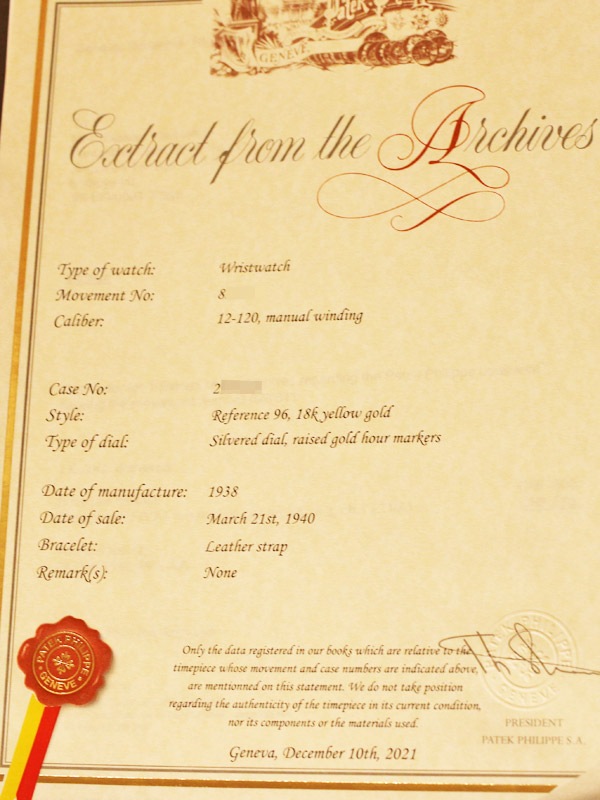 GENEVE
Extract from the Archives
Type of watch: Wristwatch
Movement No: 8
Caliber: 12-120, manual winding
Case No: 2
Style: Reference 96, 18k yellow gold
Type of dial: Silvered dial, raised gold hour markers
Date of manufacture: 1938
Date of sale: March 21st, 1940
Bracelet: Leather strap
Remark(s): None
Only the data registered in our books which are relative to the
timepiece whose movement and case numbers are indicated above,
are mentionned on this statement. We do not take position
regarding the authenticity of the timepiece in its current condition,
nor its components or the materials used.
Geneva, December 10th, 2021
PATEK PHILIPPE
GENEVE
PRESIDENT
PATEK PHILIPPE S.A.